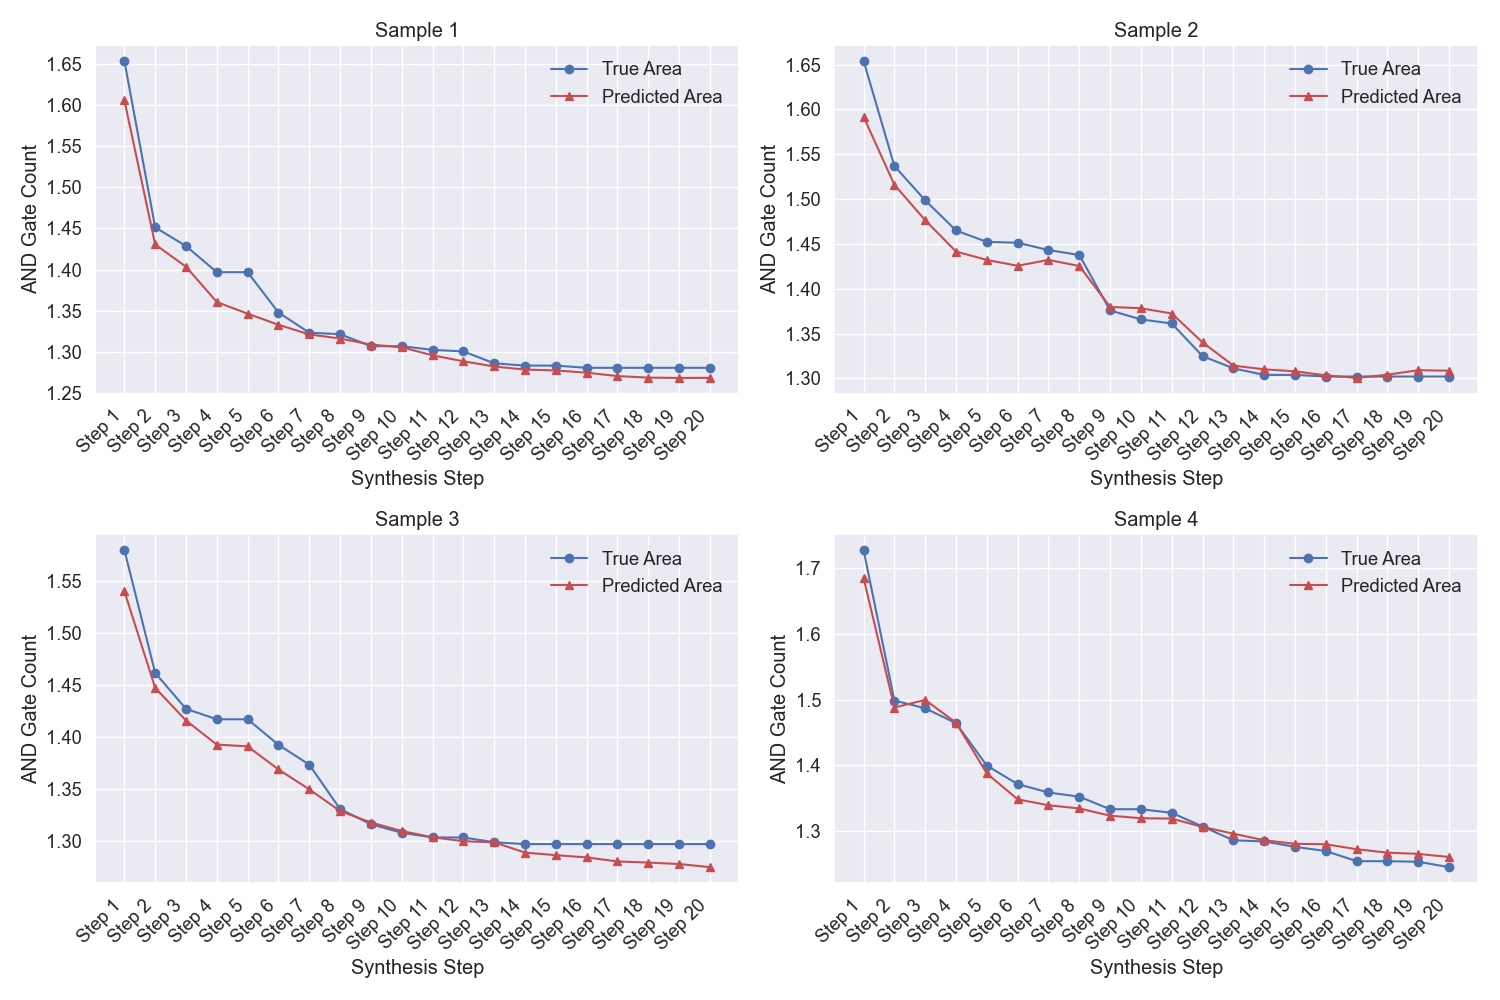 Sample 1
True Area
Predicted Area
AND Gate Count
1.65
1.60
1.55
1.50
1.45
1.40
1.35
1.30
1.25
Step 1
Step 2
Step 3
Step 4
Step 5
Step 6
Step 7
Step 8
Step 9
Step 10
Step 11
Step 12
Step 13
Step 14
Step 15
Step 16
Step 17
Step 18
Step 19
Step 20
Synthesis Step
Sample 2
True Area
Predicted Area
AND Gate Count
1.65
1.60
1.55
1.50
1.45
1.40
1.35
1.30
Step 1
Step 2
Step 3
Step 4
Step 5
Step 6
Step 7
Step 8
Step 9
Step 10
Step 11
Step 12
Step 13
Step 14
Step 15
Step 16
Step 17
Step 18
Step 19
Step 20
Synthesis Step
Sample 3
True Area
Predicted Area
AND Gate Count
1.55
1.50
1.45
1.40
1.35
1.30
Step 1
Step 2
Step 3
Step 4
Step 5
Step 6
Step 7
Step 8
Step 9
Step 10
Step 11
Step 12
Step 13
Step 14
Step 15
Step 16
Step 17
Step 18
Step 19
Step 20
Synthesis Step
Sample 4
True Area
Predicted Area
AND Gate Count
1.7
1.6
1.5
1.4
1.3
Step 1
Step 2
Step 3
Step 4
Step 5
Step 6
Step 7
Step 8
Step 9
Step 10
Step 11
Step 12
Step 13
Step 14
Step 15
Step 16
Step 17
Step 18
Step 19
Step 20
Synthesis Step